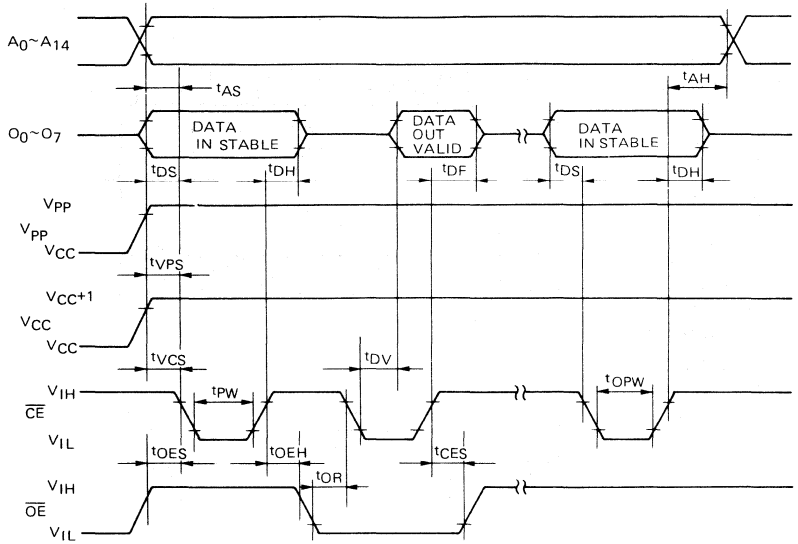 A0~A14
tAS
tAH
O0~O7
DATA IN STABLE
DATA OUT VALID
DATA IN STABLE
tDS
tDH
tDF
tDS
tDH
VPP
VPP
VCC
tVPS
VCC+1
VCC
VCC
tVCS
tDV
VIH
tPW
tOPW
CE
VIL
tOES
tOEH
tCES
tOR
VIH
OE
VIL